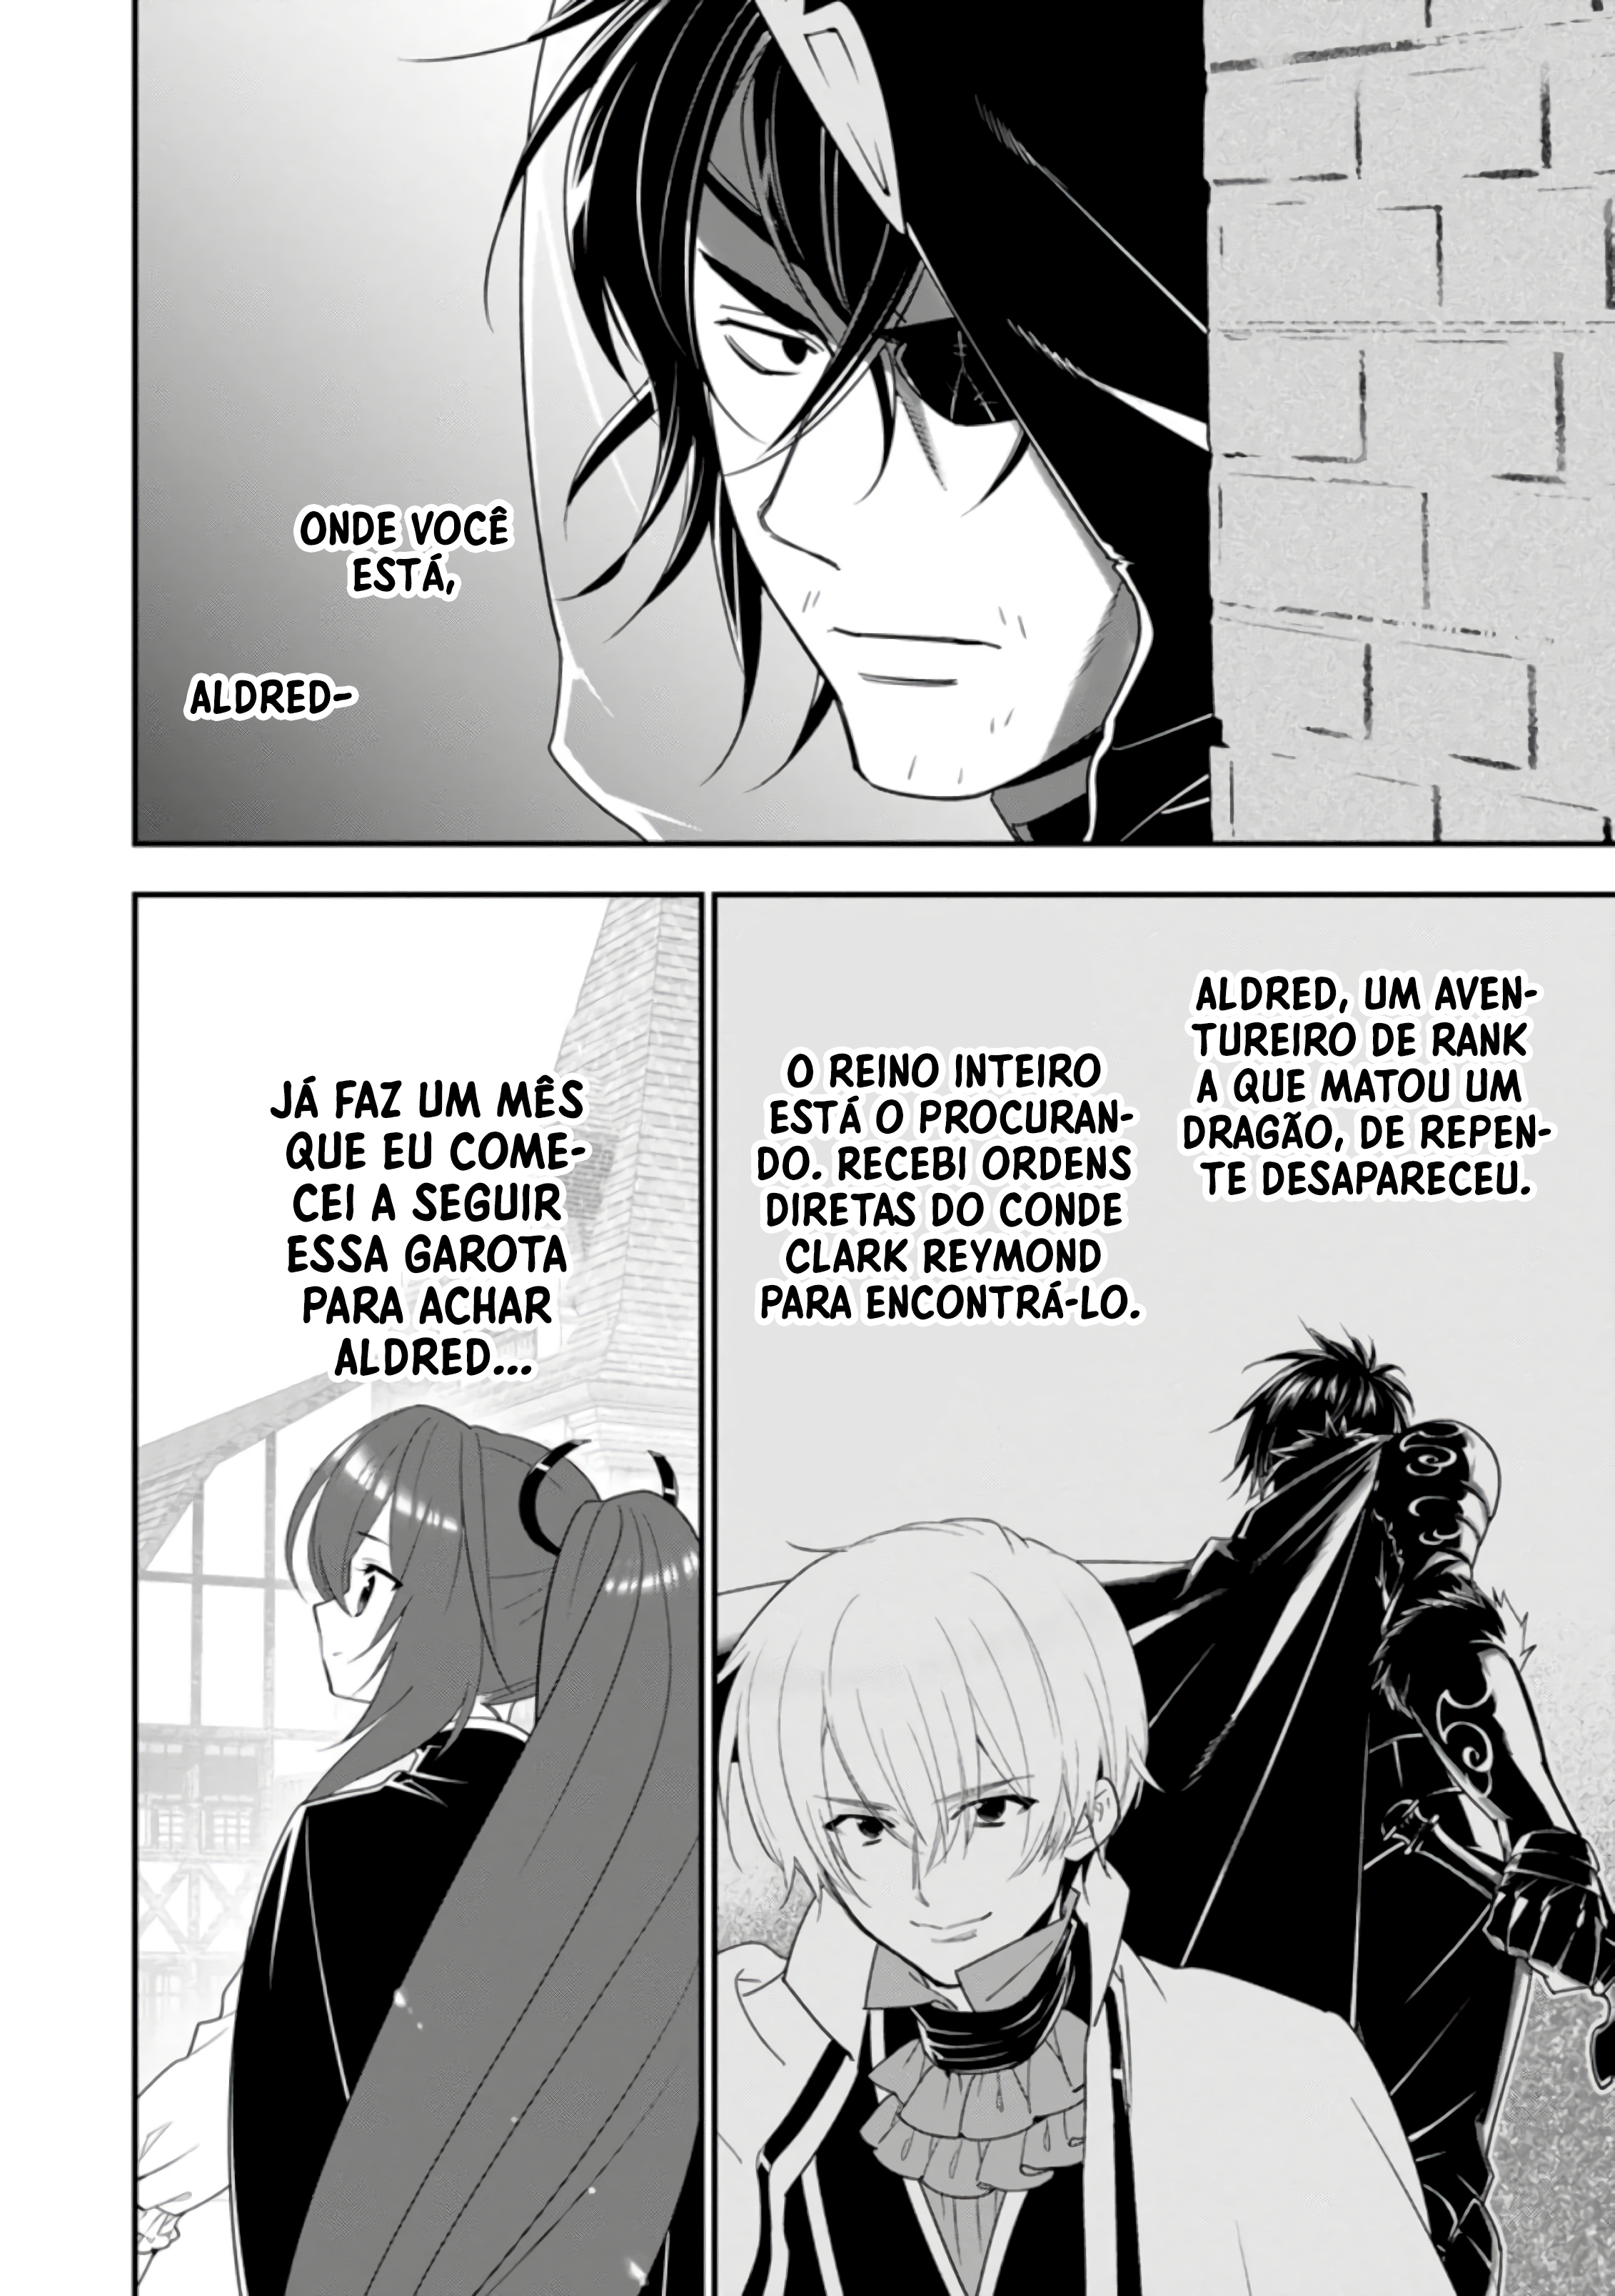 ONDE VOCÊ
ESTÁ,
ALDRED-
ALDRED, UM AVEN-
TUREIRO DE RANK
A QUE MATOU UM
DRAGÃO, DE REPEN-
TE DESAPARECEU.
O REINO INTEIRO
ESTÁ O PROCURAN-
DO. RECEBI ORDENS
DIRETAS DO CONDE
CLARK REYMOND
PARA ENCONTRÁ-LO.
JÁ FAZ UM MÊS
QUE EU COME-
CEI A SEGUIR
ESSA GAROTA
PARA ACHAR
ALDRED...